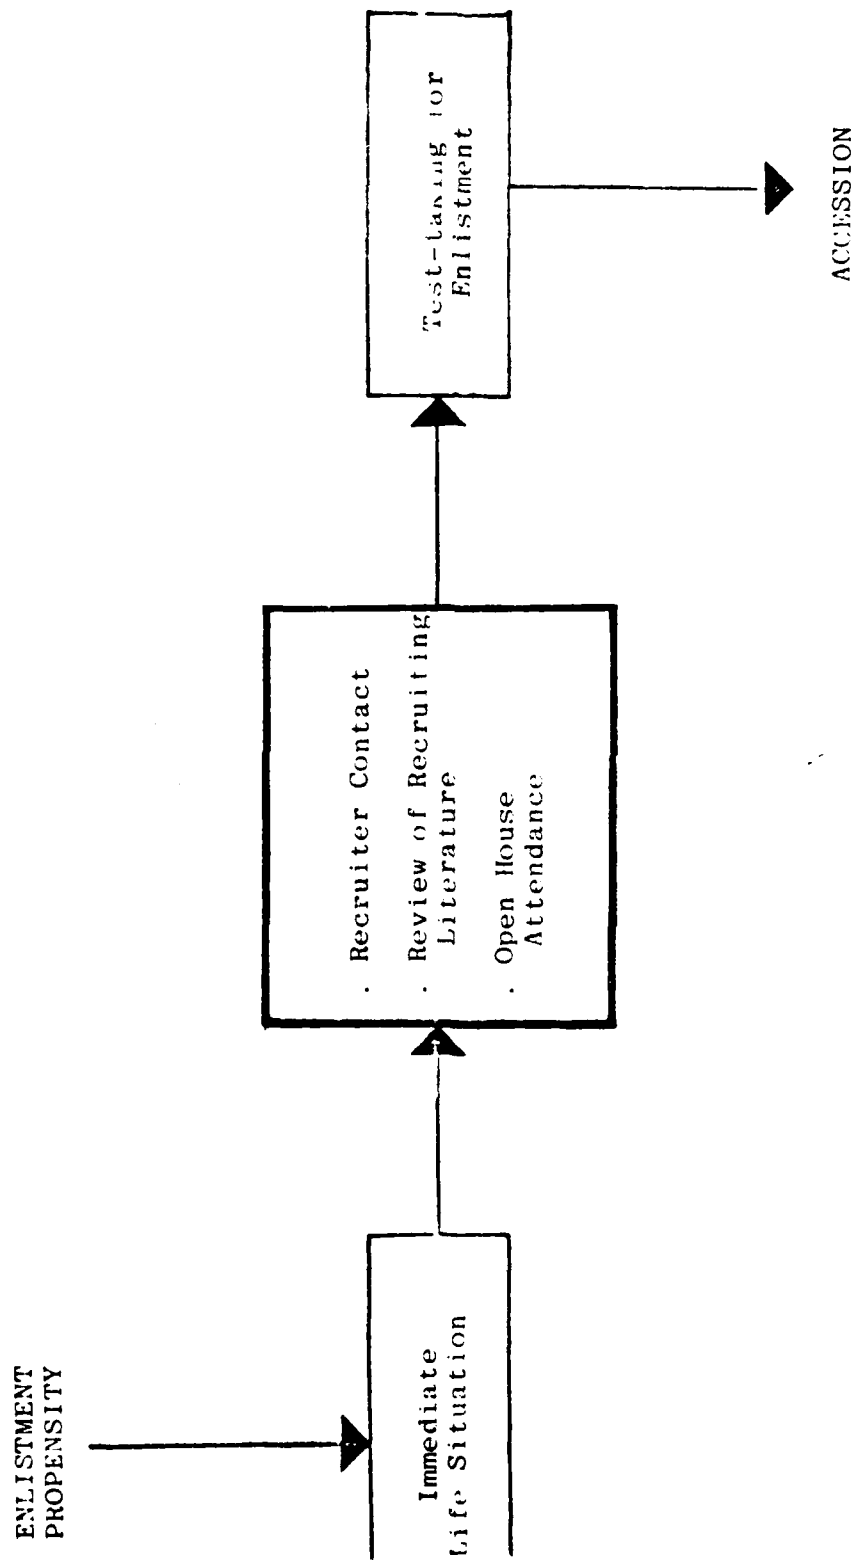 ENLISTMENT
PROPENSITY
Immediate
Life Situation
. Recruiter Contact
. Review of Recruiting
Literature
. Open House
Attendance
Test-taking for
Enlistment
ACCESSION